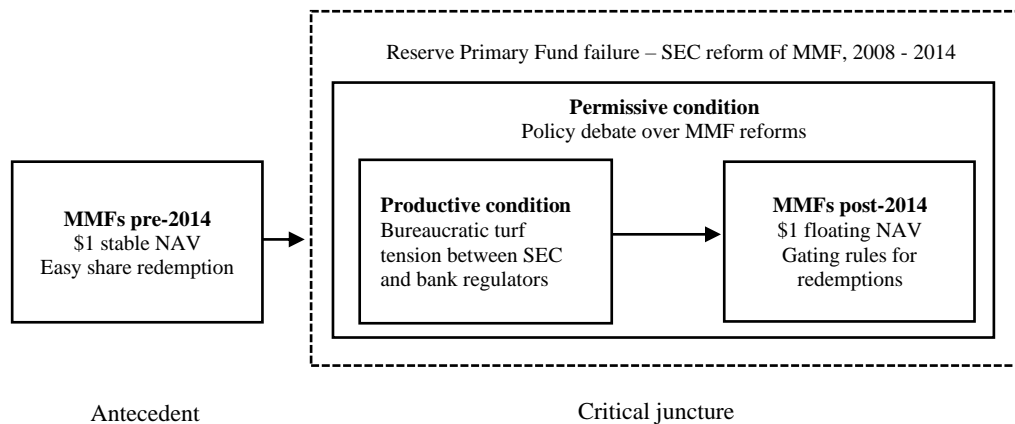 Reserve Primary Fund failure – SEC reform of MMF, 2008 - 2014
Permissive condition
Policy debate over MMF reforms
MMFs pre-2014
$1 stable NAV
Easy share redemption
Productive condition
Bureaucratic turf
tension between SEC
and bank regulators
MMFs post-2014
$1 floating NAV
Gating rules for
redemptions
Antecedent
Critical juncture